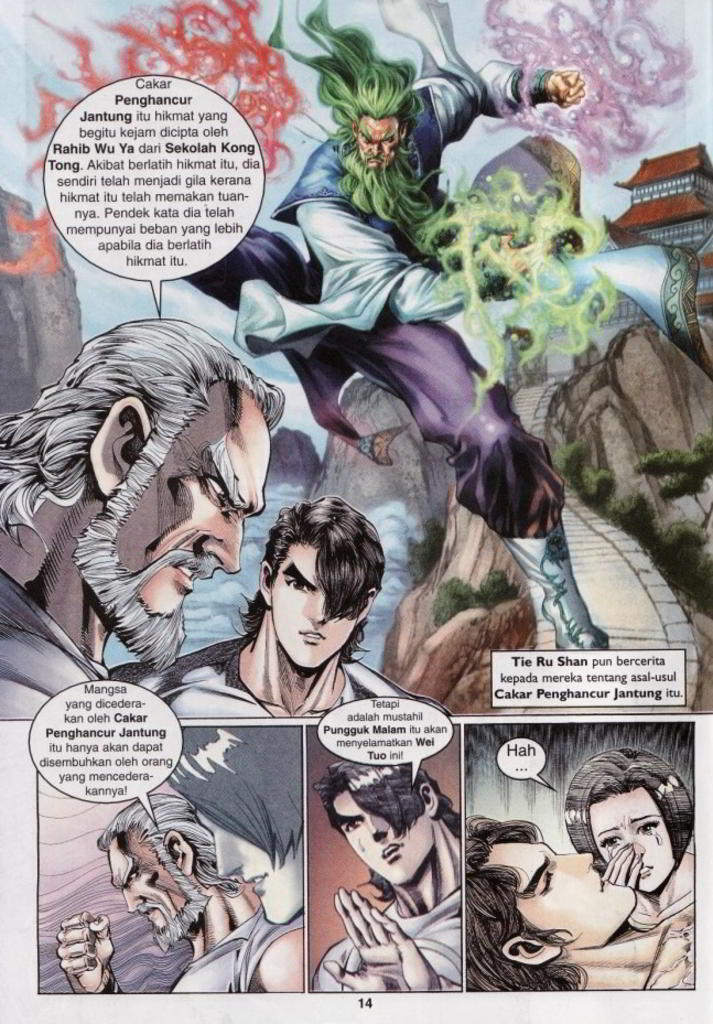 Cakar
Penghancur
Jantung itu hikmat yang
begitu kejam dicipta oleh
Rahib Wu Ya dari Sekolah Kong
Tong. Akibat berlatih hikmat itu, dia
sendiri telah menjadi gila kerana
hikmat itu telah memakan tuan-
nya. Pendek kata dia telah
mempunyai beban yang lebih
apabila dia berlatih
hikmat itu.
Tie Ru Shan pun bercerita
kepada mereka tentang asal-usul
Cakar Penghancur Jantung itu.
Mangsa
yang dicedera-
kan oleh Cakar
Penghancur Jantung
itu hanya akan dapat
disembuhkan oleh orang
yang mencedera-
kannya!
Tetapi
adalah mustahil
Pungguk Malam itu akan
menyelamatkan Wei
Tuo ini!
Hah
...
14